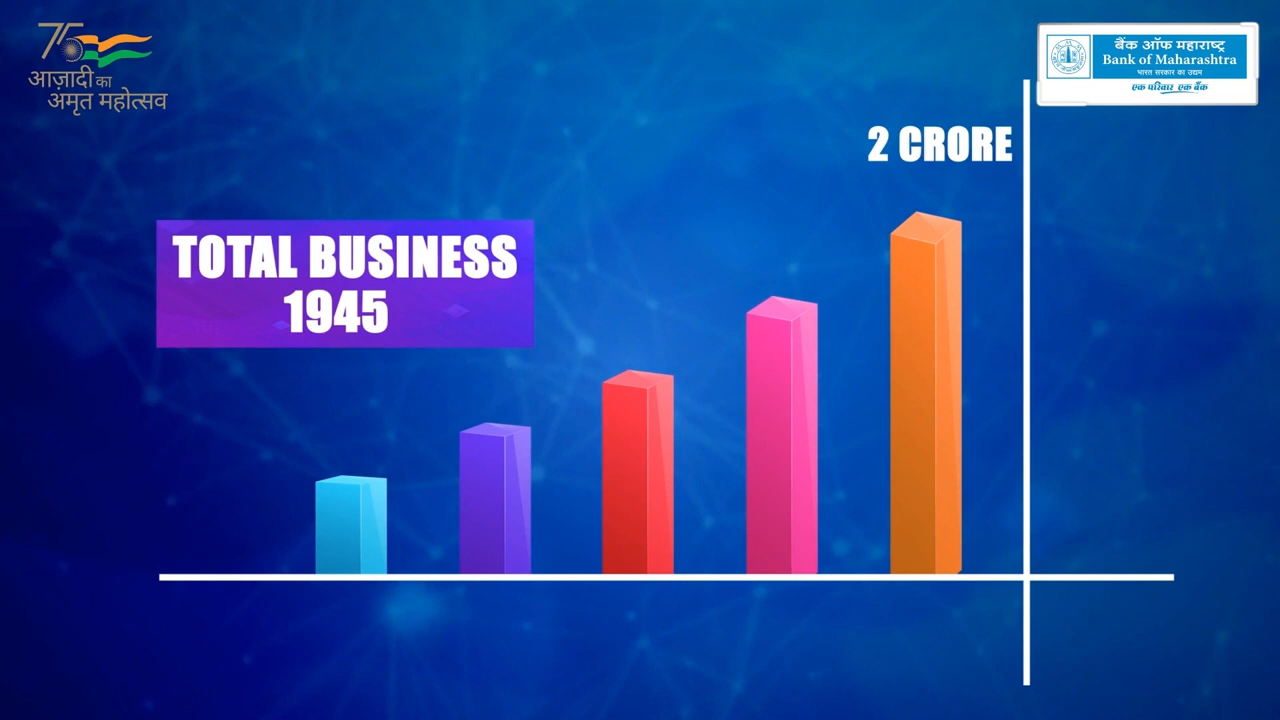 75
आज़ादी का
अमृत महोत्सव
बैंक ऑफ महाराष्ट्र
Bank of Maharashtra
भारत सरकार का उद्यम
एक परिवार एक बैंक
2 CRORE
TOTAL BUSINESS
1945